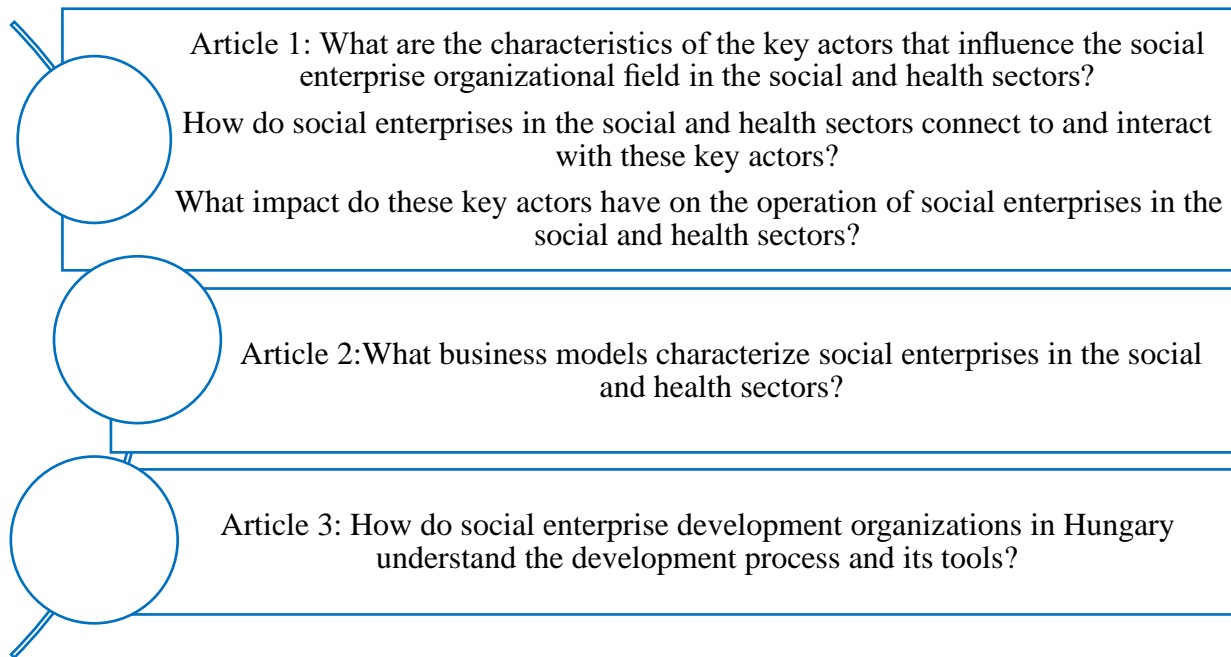 Article 1: What are the characteristics of the key actors that influence the social
enterprise organizational field in the social and health sectors?
How do social enterprises in the social and health sectors connect to and interact
with these key actors?
What impact do these key actors have on the operation of social enterprises in the
social and health sectors?
Article 2:What business models characterize social enterprises in the social
and health sectors?
Article 3: How do social enterprise development organizations in Hungary
understand the development process and its tools?